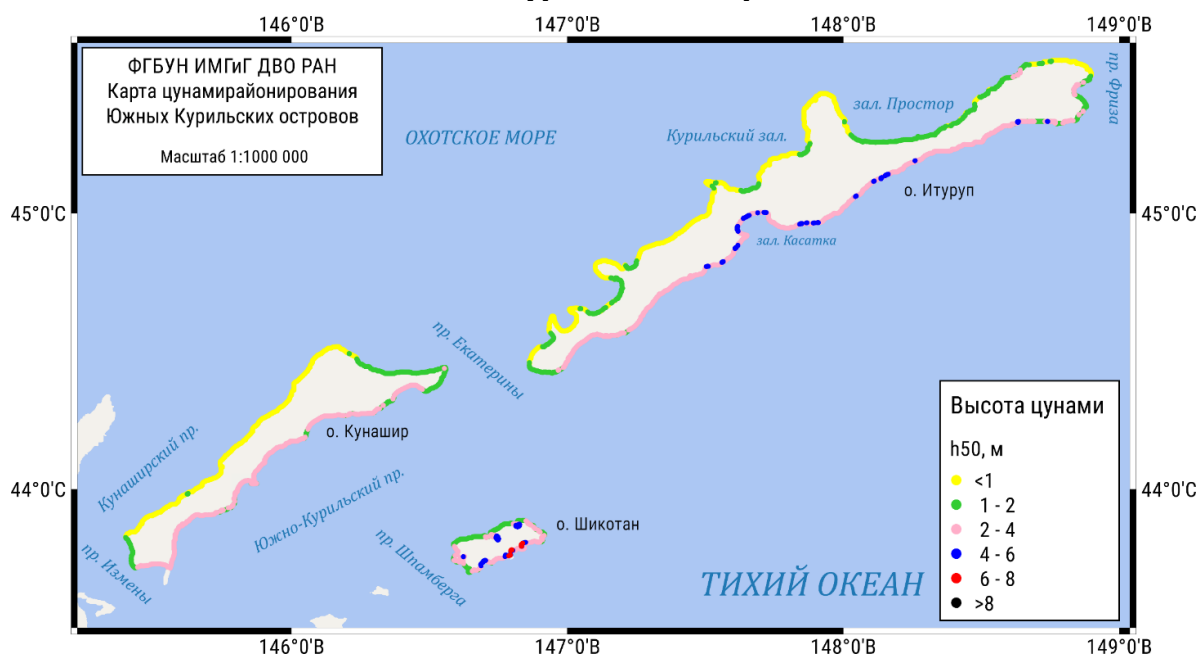 146°0'В
147°0'В
148°0'В
149°0'В
ФГБУН ИМГиГ ДВО РАН
Карта цунамирайонирования
Южных Курильских островов
Масштаб 1:1000 000
ОХОТСКОЕ МОРЕ
Курильский зал.
зал. Простор
пр. Фриза
о. Итуруп
45°0'С
45°0'С
зал. Касатка
пр. Екатерины
о. Кунашир
Кунаширский пр.
Южно-Курильский пр.
пр. Измены
44°0'С
44°0'С
о. Шикотан
пр. Шпамберга
ТИХИЙ ОКЕАН
Высота цунами
h50, м
<1
1 - 2
2 - 4
4 - 6
6 - 8
>8
146°0'В
147°0'В
148°0'В
149°0'В